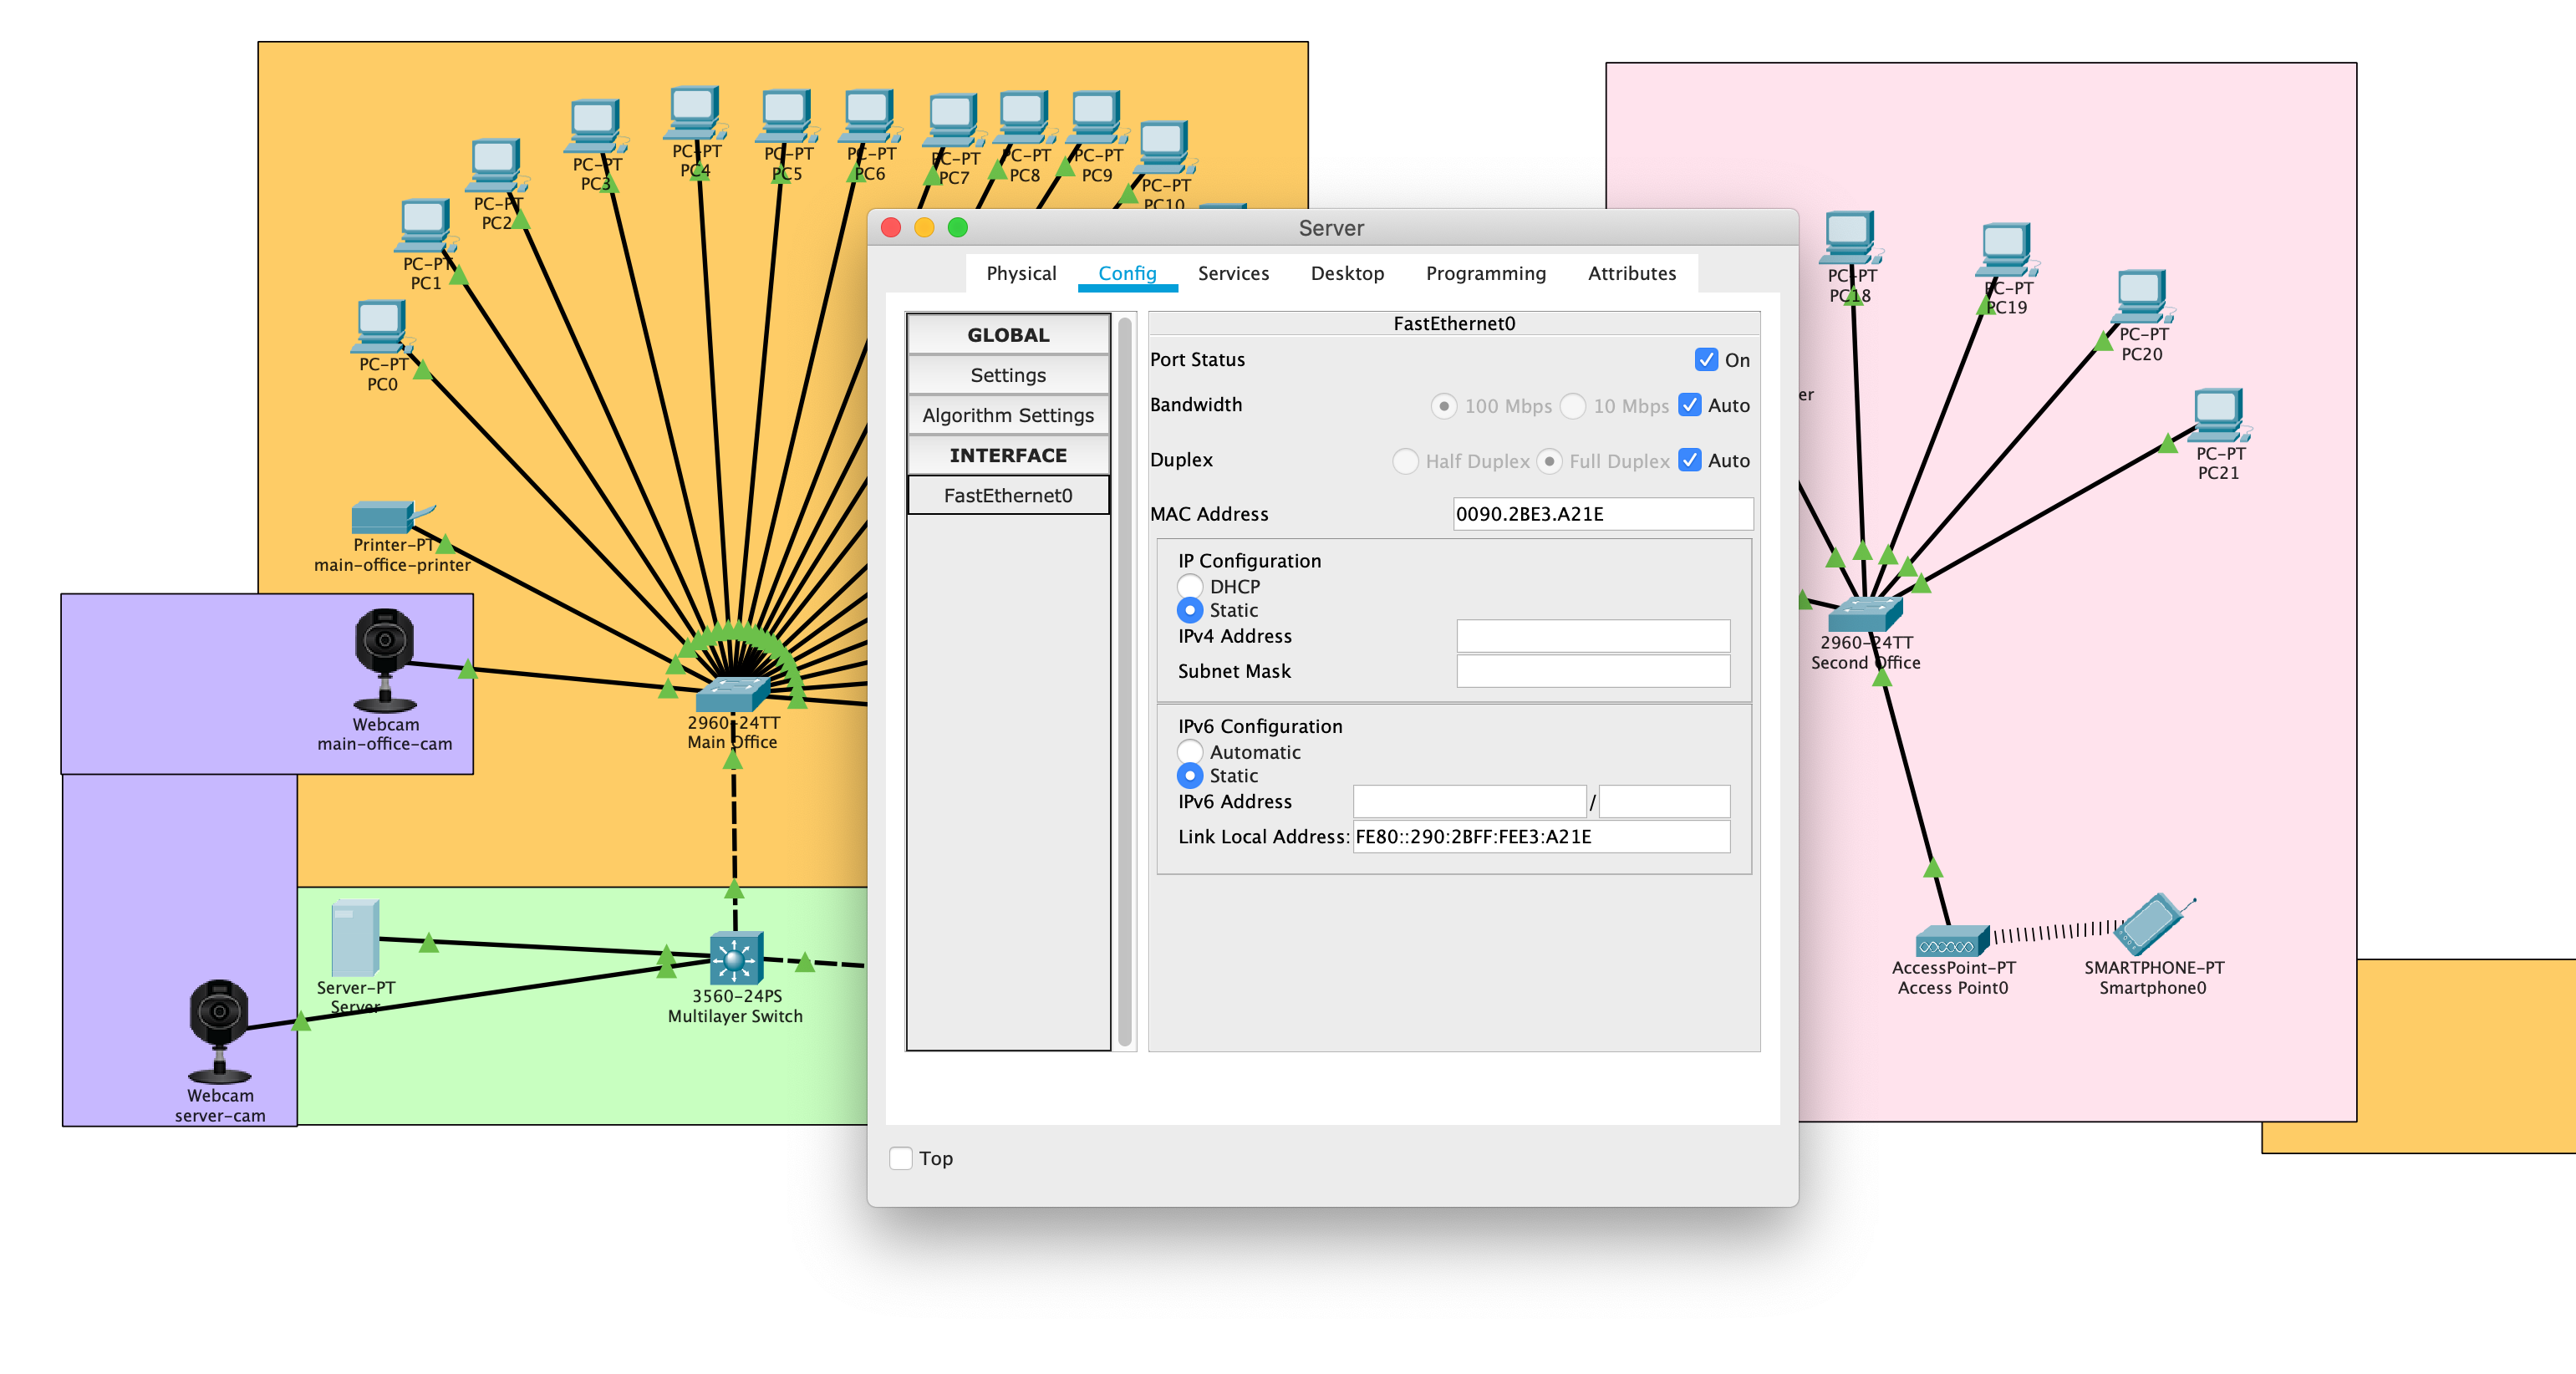 PC-PT
PC0
PC-PT
PC1
PC-PT
PC2
PC-PT
PC3
PC-PT
PC4
PC-PT
PC5
PC-PT
PC6
PC-PT
PC7
PC-PT
PC8
PC-PT
PC9
PC-PT
PC10
Printer-PT
main-office-printer
Webcam
main-office-cam
2960-24TT
Main Office
Server-PT
Server
3560-24PS
Multilayer Switch
Webcam
server-cam
Server
Physical Config Services Desktop Programming Attributes
GLOBAL
Settings
Algorithm Settings
INTERFACE
FastEthernet0
FastEthernet0
Port Status On
Bandwidth 100 Mbps 10 Mbps Auto
Duplex Half Duplex Full Duplex Auto
MAC Address 0090.2BE3.A21E
IP Configuration
DHCP
Static
IPv4 Address
Subnet Mask
IPv6 Configuration
Automatic
Static
IPv6 Address /
Link Local Address: FE80::290:2BFF:FEE3:A21E
Top
er
PC-PT
PC18
PC-PT
PC19
PC-PT
PC20
PC-PT
PC21
2960-24TT
Second Office
AccessPoint-PT
Access Point0
SMARTPHONE-PT
Smartphone0